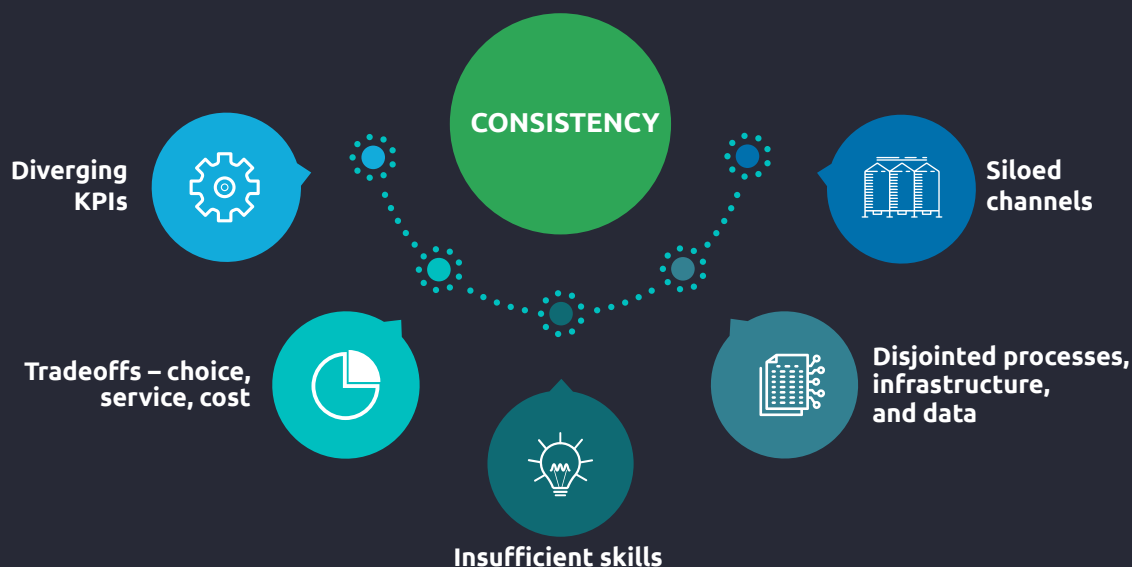 CONSISTENCY
Diverging
KPIs
Siloed
channels
Tradeoffs – choice,
service, cost
Disjointed processes,
infrastructure,
and data
Insufficient skills